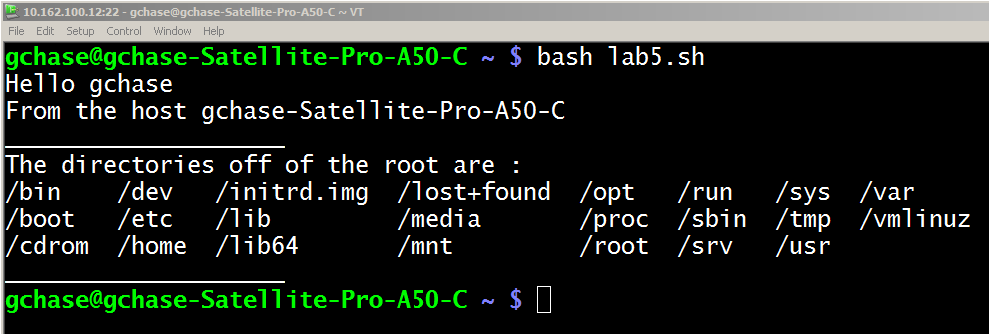 10.162.100.12:22 - gchase@gchase-Satellite-Pro-A50-C ~ VT
File Edit Setup Control Window Help
gchase@gchase-Satellite-Pro-A50-C ~ $ bash lab5.sh
Hello gchase
From the host gchase-Satellite-Pro-A50-C
____________________
The directories off of the root are :
/bin    /dev   /initrd.img  /lost+found  /opt   /run   /sys  /var
/boot   /etc   /lib         /media       /proc  /sbin  /tmp  /vmlinuz
/cdrom  /home  /lib64       /mnt         /root  /srv   /usr
____________________
gchase@gchase-Satellite-Pro-A50-C ~ $